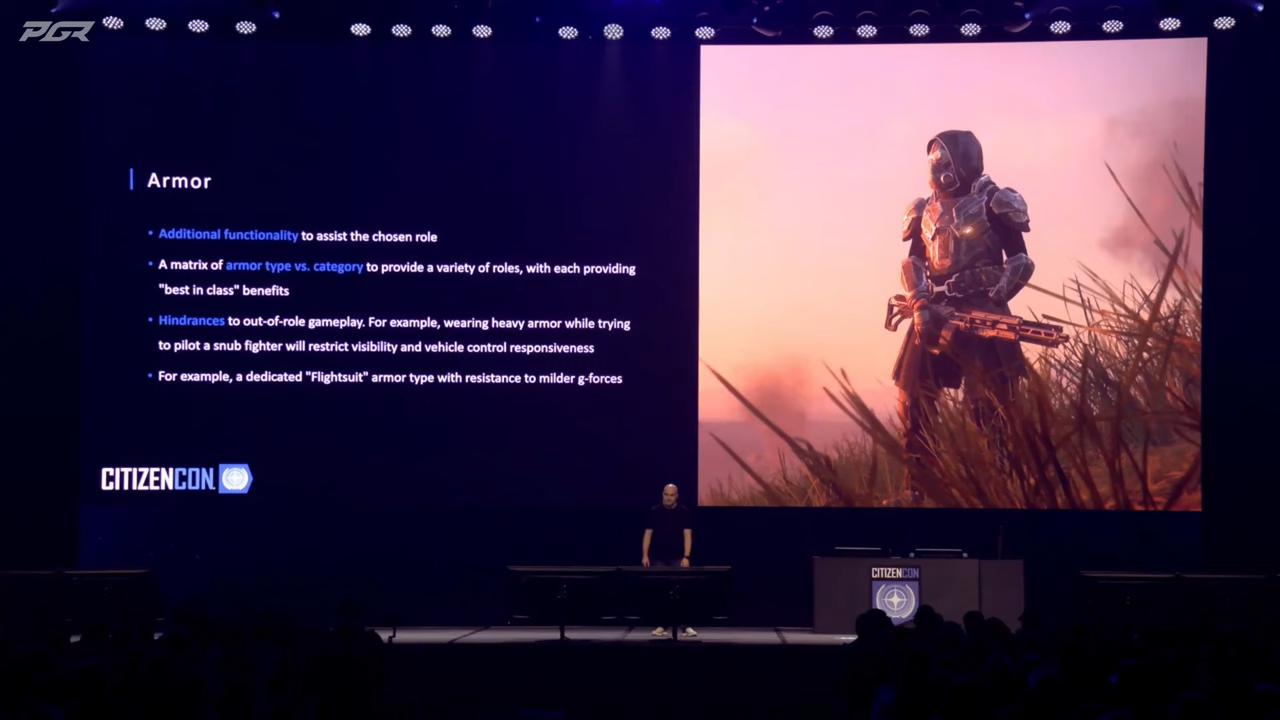 PGR
Armor
• Additional functionality to assist the chosen role
• A matrix of armor type vs. category to provide a variety of roles, with each providing
"best in class" benefits
• Hindrances to out-of-role gameplay. For example, wearing heavy armor while trying
to pilot a snub fighter will restrict visibility and vehicle control responsiveness
• For example, a dedicated "Flightsuit" armor type with resistance to milder g-forces
CITIZENCON
CITIZENCON